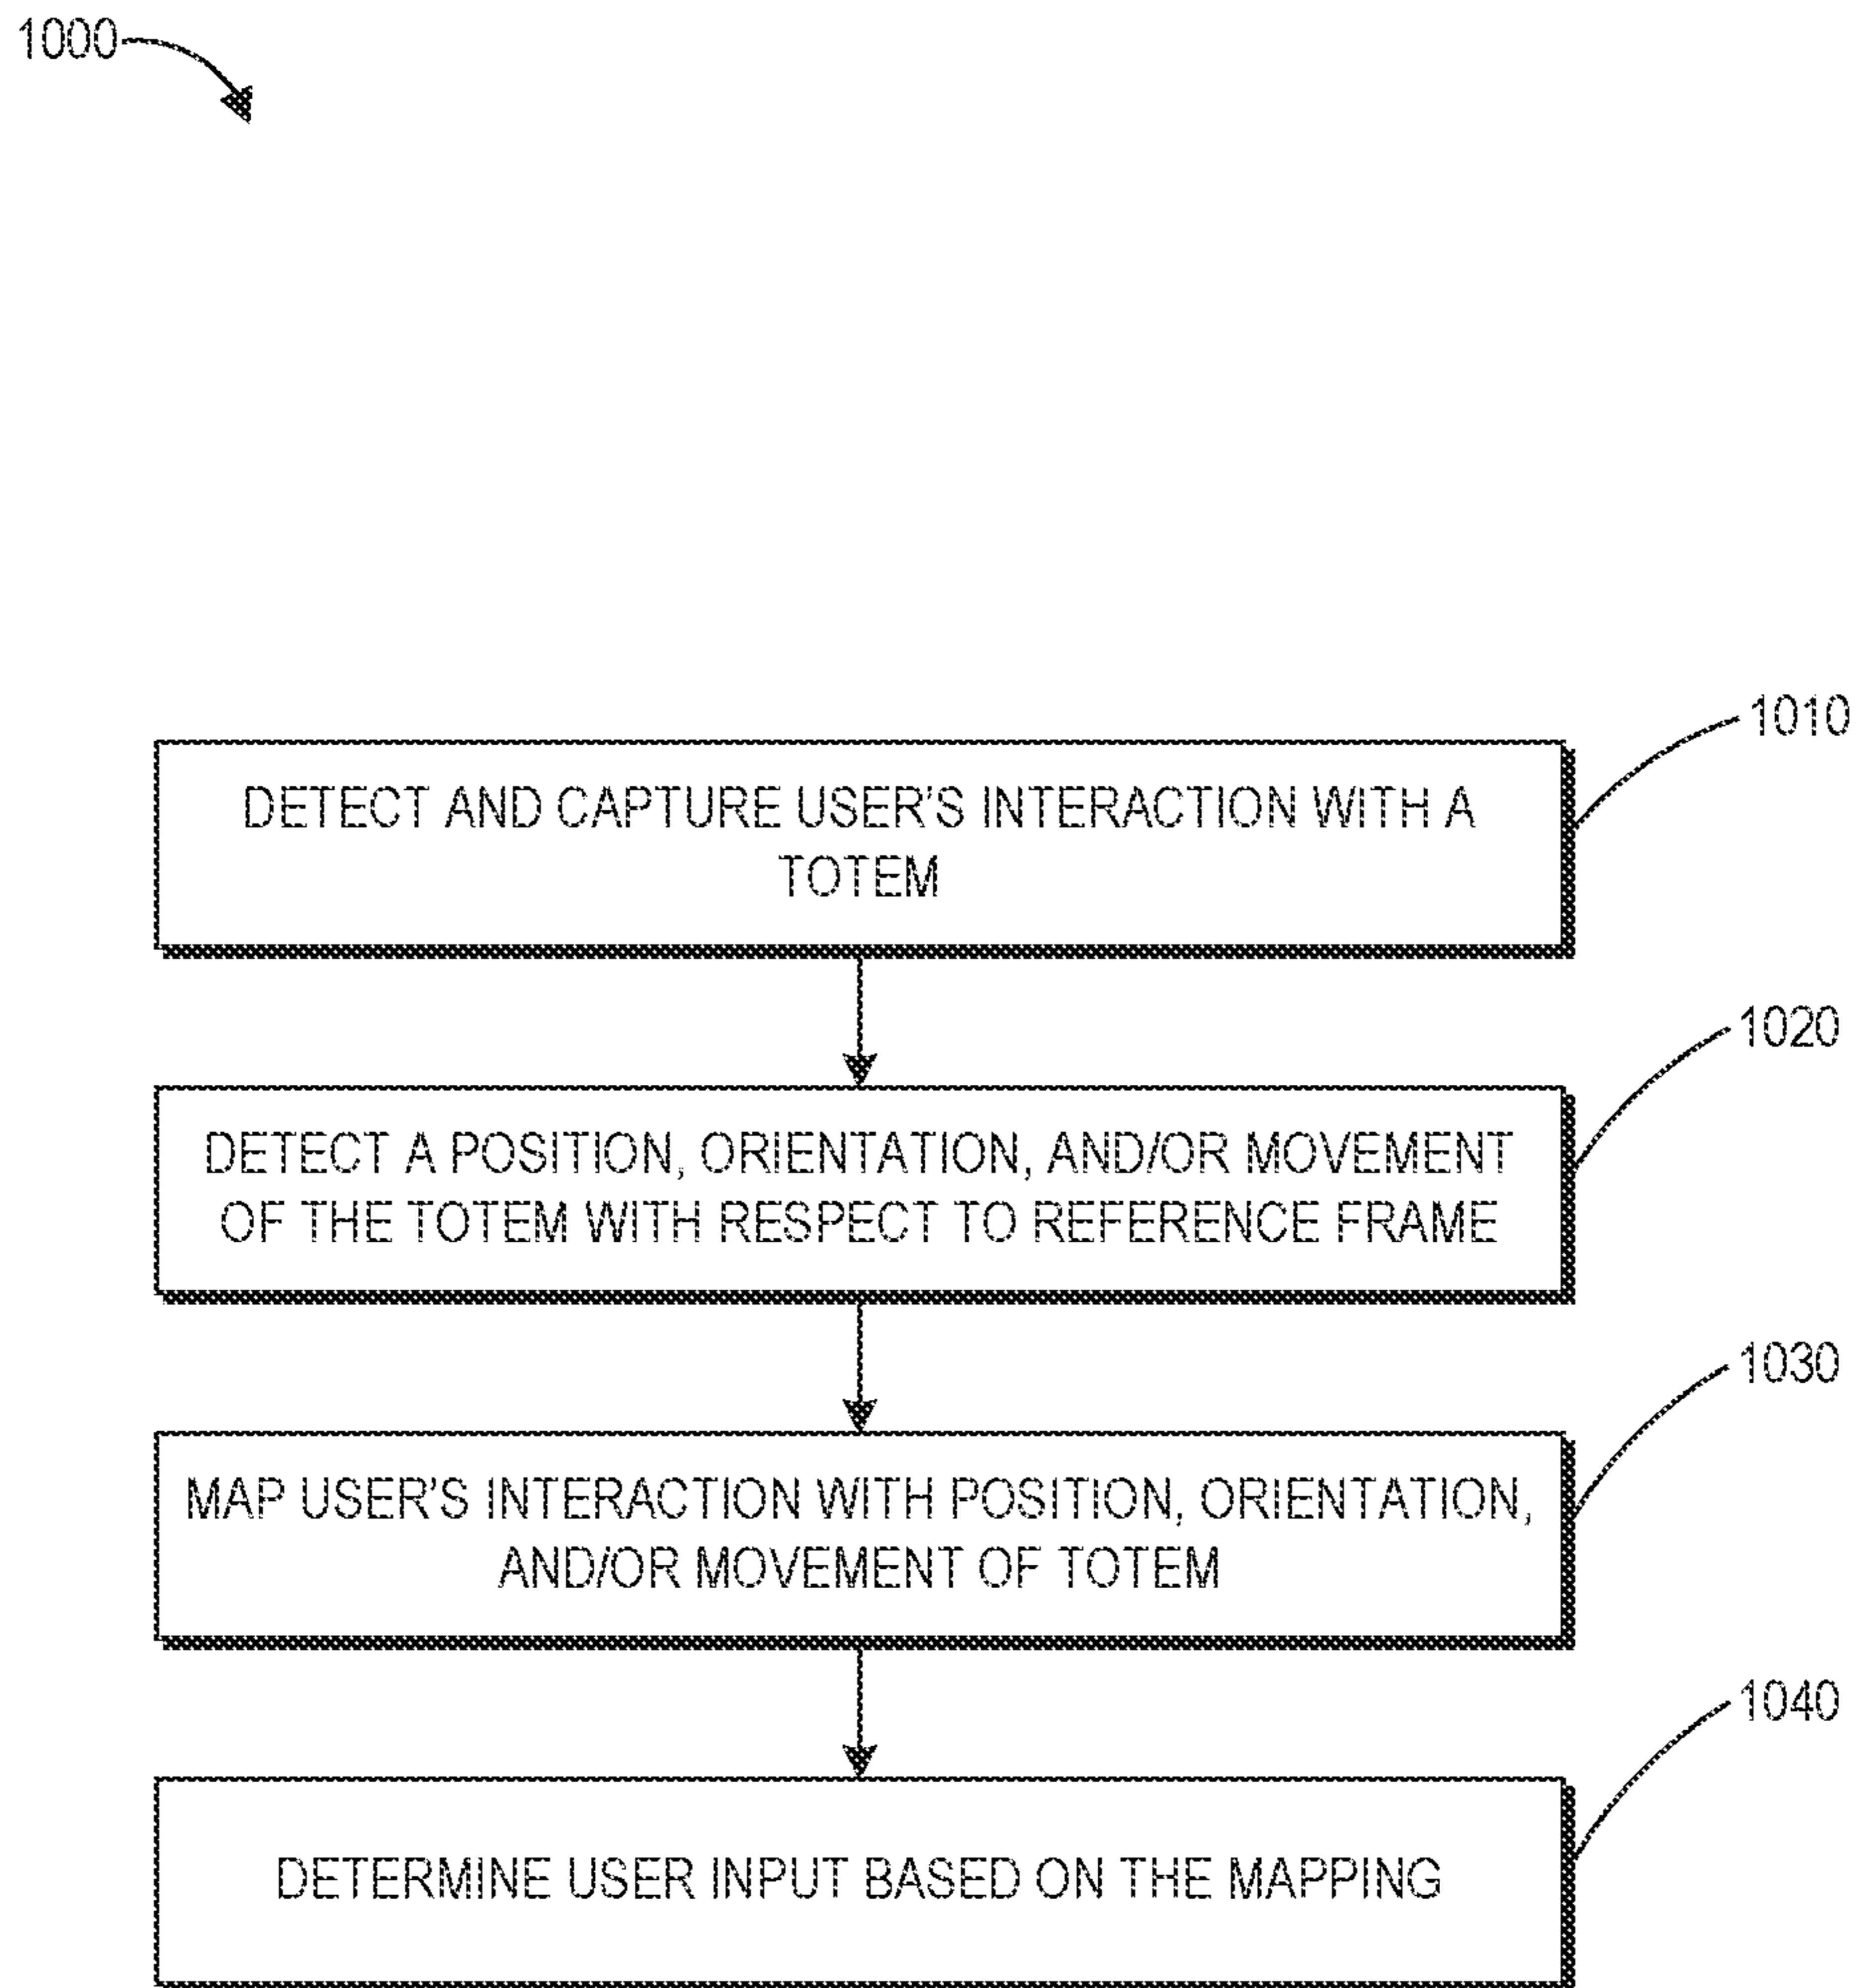 1000
1010
DETECT AND CAPTURE USER'S INTERACTION WITH A
TOTEM
1020
DETECT A POSITION, ORIENTATION, AND/OR MOVEMENT
OF THE TOTEM WITH RESPECT TO REFERENCE FRAME
1030
MAP USER'S INTERACTION WITH POSITION, ORIENTATION,
AND/OR MOVEMENT OF TOTEM
1040
DETERMINE USER INPUT BASED ON THE MAPPING